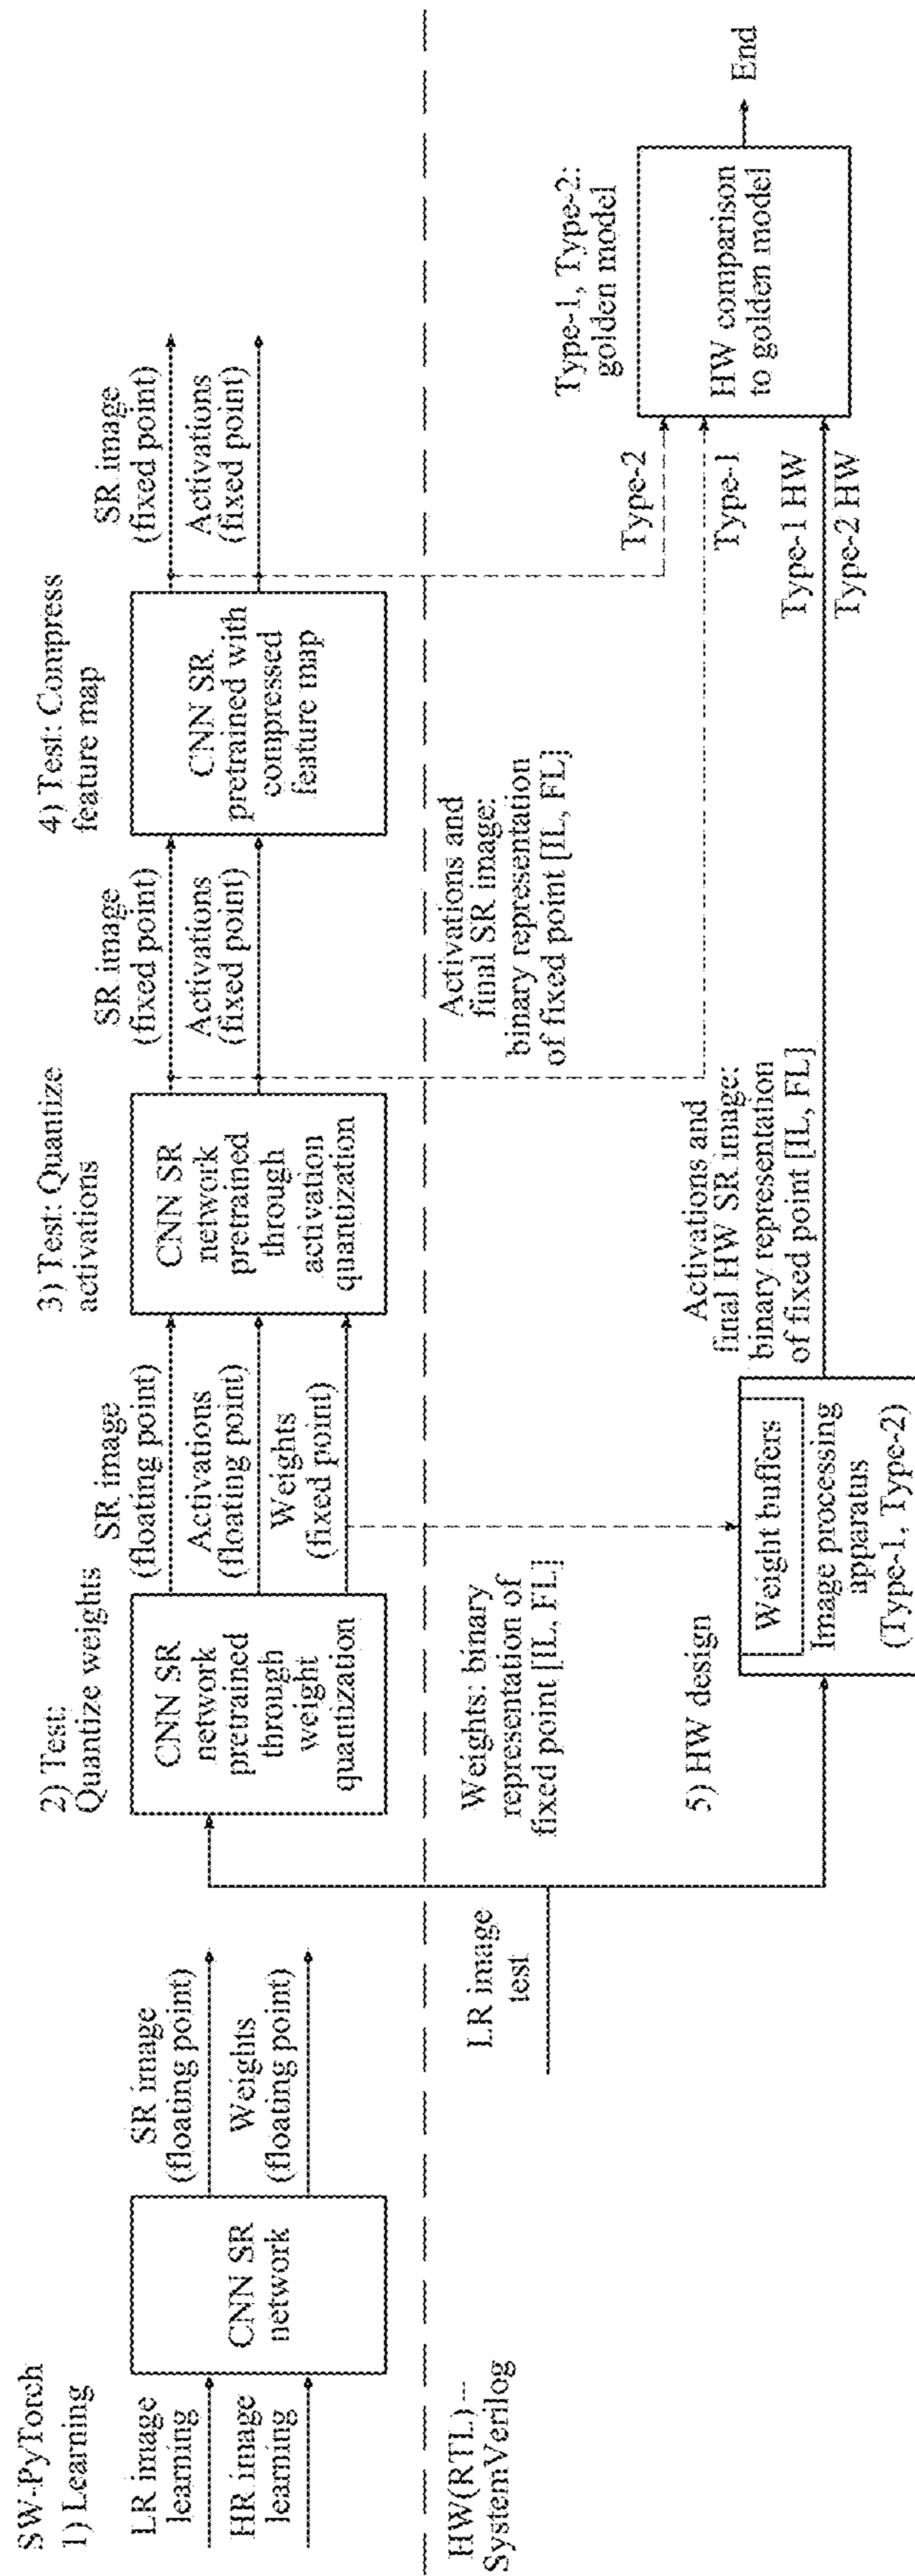 SW-PyTorch
1) Learning
LR image
learning
HR image
learning
CNN SR
network
SR image
(floating point)
Weights
(floating point)
2) Test:
Quantize weights
CNN SR
network
pretrained
through
weight
quantization
SR image
(floating point)
Activations
(floating point)
Weights
(fixed point)
3) Test: Quantize
activations
CNN SR
network
pretrained
through
activation
quantization
SR image
(fixed point)
Activations
(fixed point)
4) Test: Compress
feature map
CNN SR
pretrained with
compressed
feature map
SR image
(fixed point)
Activations
(fixed point)
HW(RTL)--
SystemVerilog
LR image
test
Weights: binary
representation of
fixed point [IL, FL]
5) HW design
Weight buffers
Image processing
apparatus
(Type-1, Type-2)
Activations and
final SR image:
binary representation
of fixed point [IL, FL]
Activations and
final HW SR image:
binary representation
of fixed point [IL, FL]
Type-2
Type-1
Type-1 HW
Type-2 HW
Type-1, Type-2:
golden model
HW comparison
to golden model
End